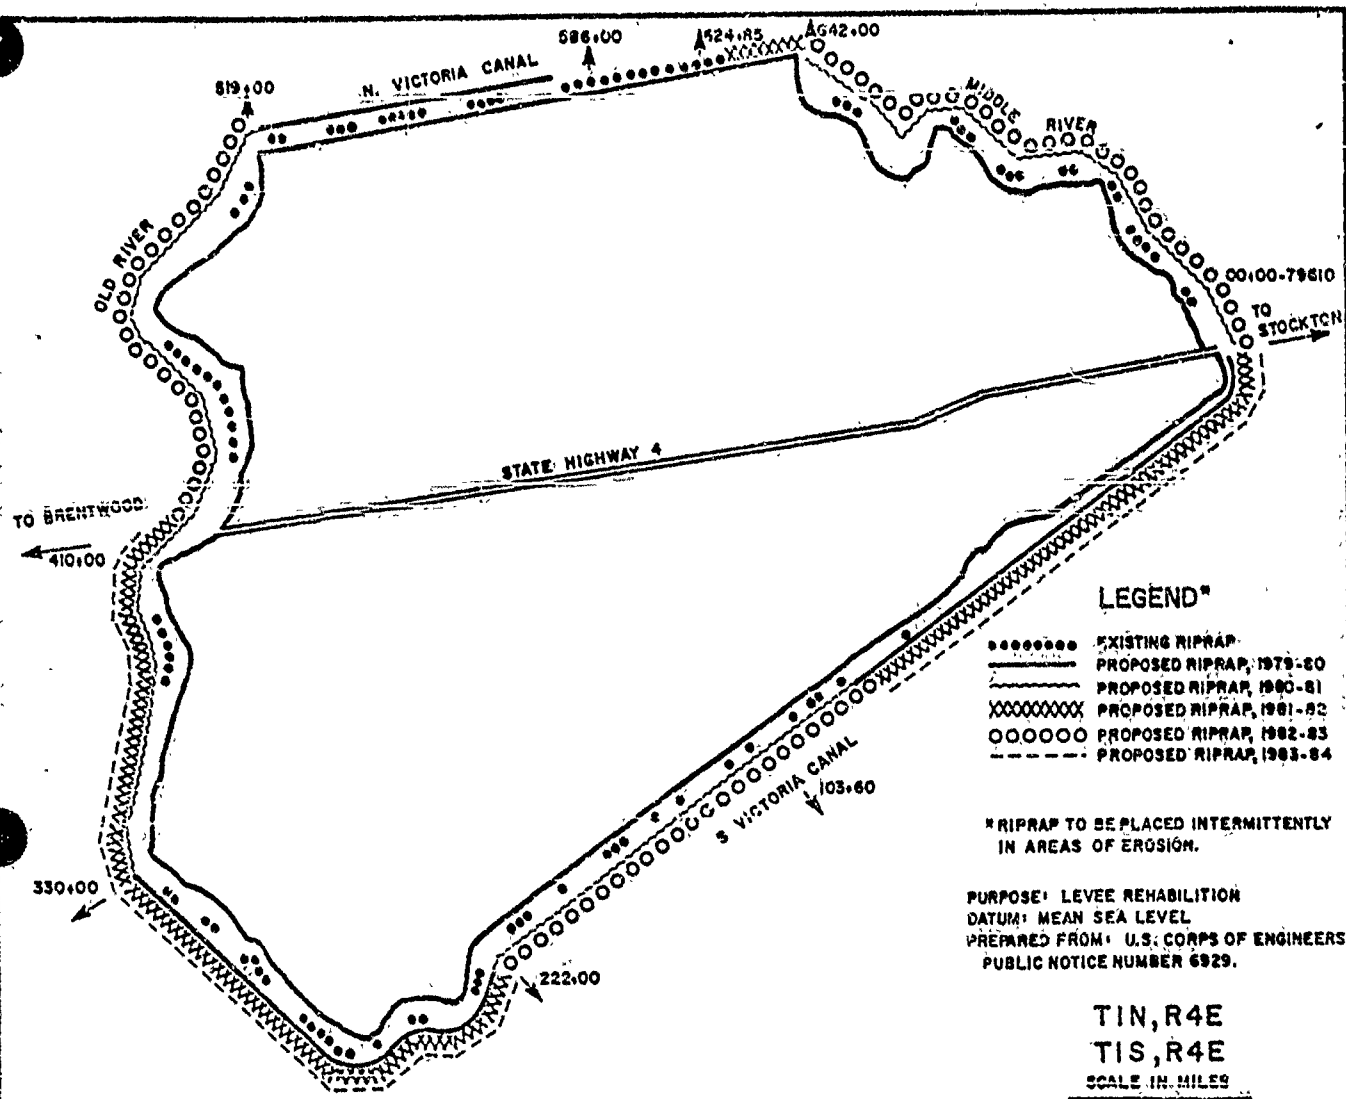 586+00
624+85
642+00
519+00
N. VICTORIA CANAL
MIDDLE
RIVER
OLD RIVER
00+00-79610
TO
STOCKTON
STATE HIGHWAY 4
TO BRENTWOOD
410+00
LEGEND*
EXISTING RIPRAP
PROPOSED RIPRAP, 1979-80
PROPOSED RIPRAP, 1980-81
PROPOSED RIPRAP, 1981-82
PROPOSED RIPRAP, 1982-83
PROPOSED RIPRAP, 1983-84
S VICTORIA CANAL
103+60
*RIPRAP TO BE PLACED INTERMITTENTLY
IN AREAS OF EROSION.
330+00
PURPOSE: LEVEE REHABILITION
DATUM: MEAN SEA LEVEL
PREPARED FROM: U.S. CORPS OF ENGINEERS
PUBLIC NOTICE NUMBER 6929.
222+00
T1N, R4E
T1S, R4E
SCALE IN MILES